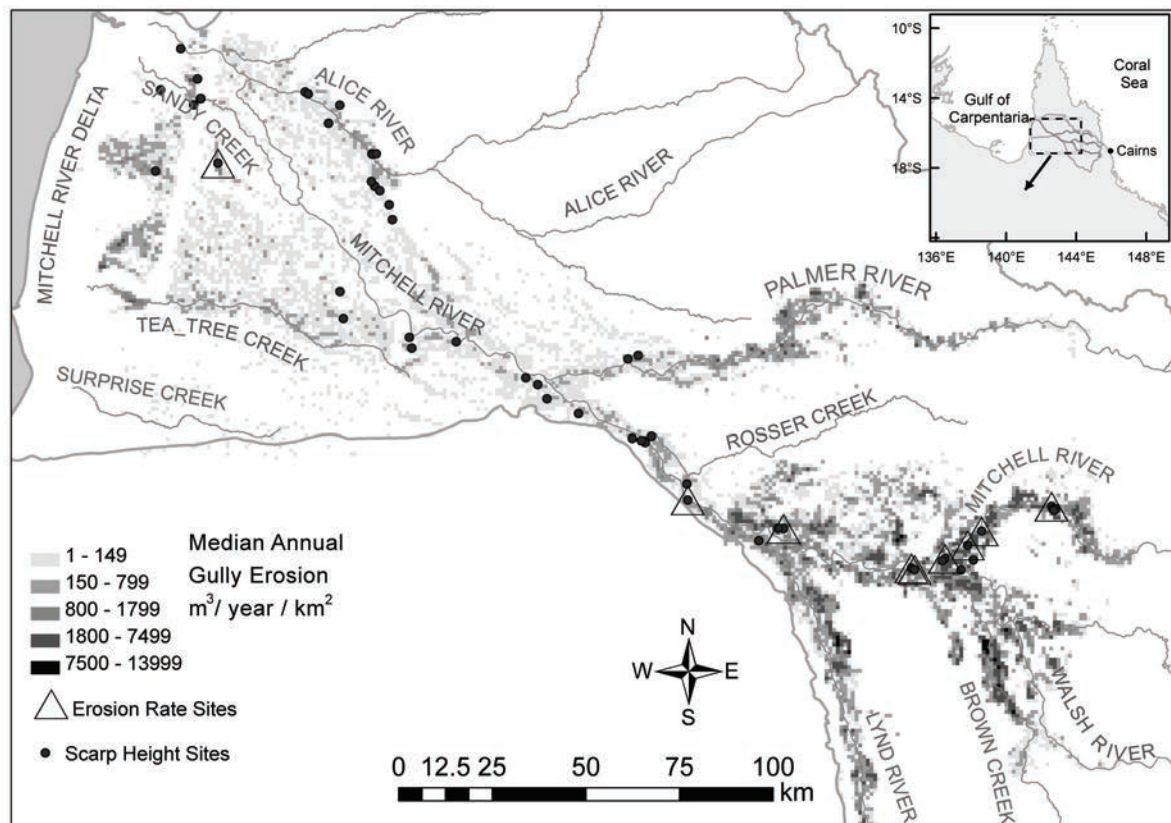 10°S
14°S
18°S
Coral
Sea
Gulf of
Carpentaria
Cairns
136°E
140°E
144°E
148°E
MITCHELL RIVER DELTA
SANDY CREEK
ALICE RIVER
ALICE RIVER
MITCHELL RIVER
PALMER RIVER
TEA_TREE CREEK
SURPRISE CREEK
ROSSER CREEK
MITCHELL RIVER
LYND RIVER
BROWN CREEK
WALSH RIVER
Median Annual
Gully Erosion
m³/ year / km²
1 - 149
150 - 799
800 - 1799
1800 - 7499
7500 - 13999
Erosion Rate Sites
Scarp Height Sites
N
W E
S
0 12.5 25 50 75 100
km